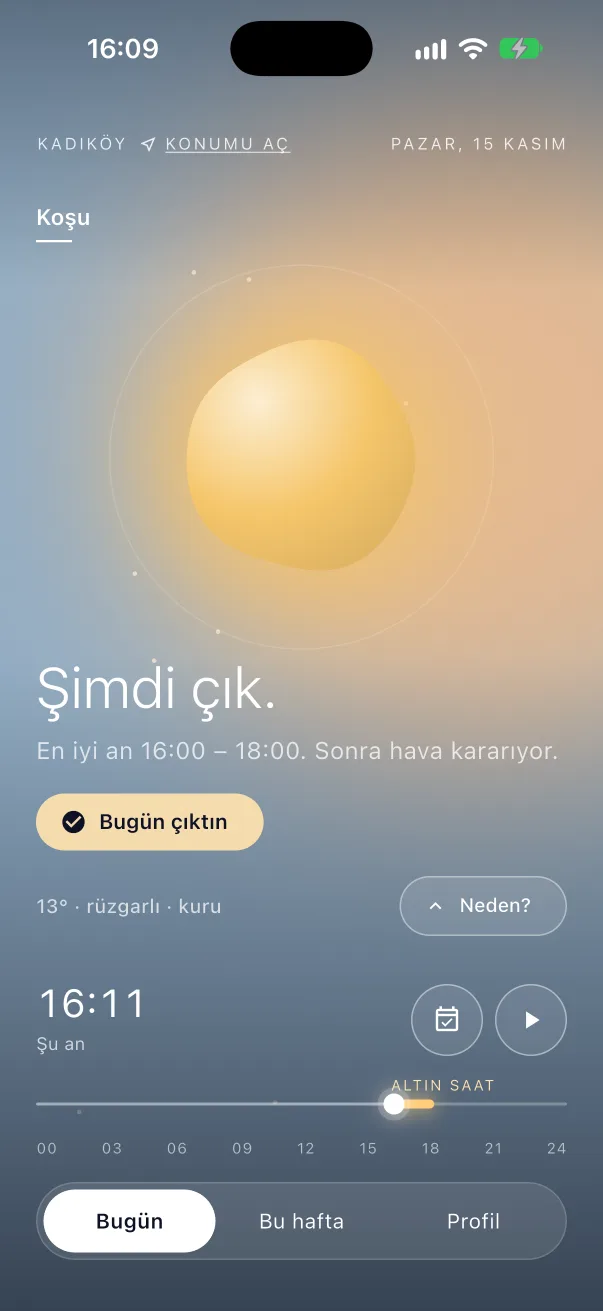 16:09
KADIKÖY KONUMU AÇ PAZAR, 15 KASIM
Koşu
Şimdi çık.
En iyi an 16:00 – 18:00. Sonra hava kararıyor.
Bugün çıktın
13° · rüzgarlı · kuru Neden?
16:11
Şu an
ALTIN SAAT
00 03 06 09 12 15 18 21 24
Bugün Bu hafta Profil